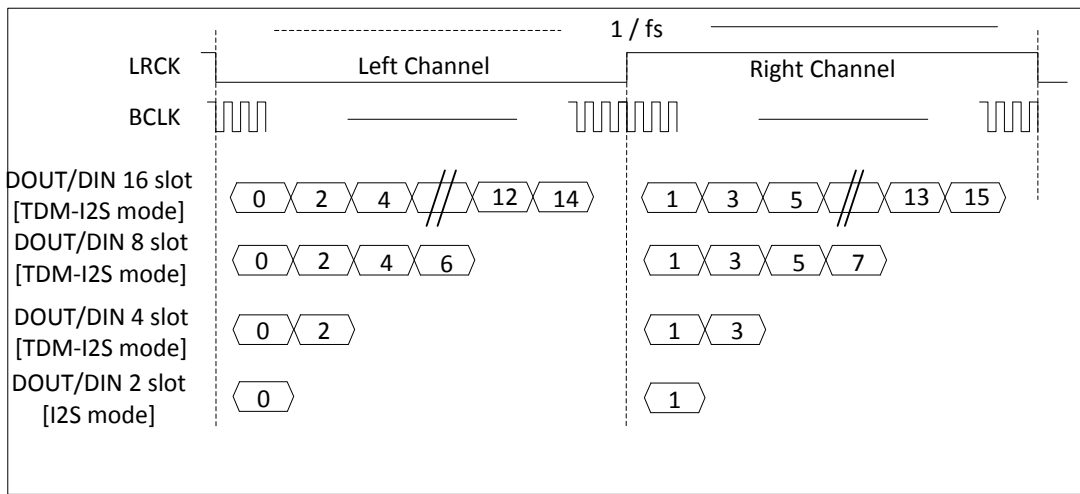 1 / fs
LRCK Left Channel Right Channel
BCLK
DOUT/DIN 16 slot
[TDM-I2S mode]
0 2 4 12 14 1 3 5 13 15
DOUT/DIN 8 slot
[TDM-I2S mode]
0 2 4 6 1 3 5 7
DOUT/DIN 4 slot
[TDM-I2S mode]
0 2 1 3
DOUT/DIN 2 slot
[I2S mode]
0 1